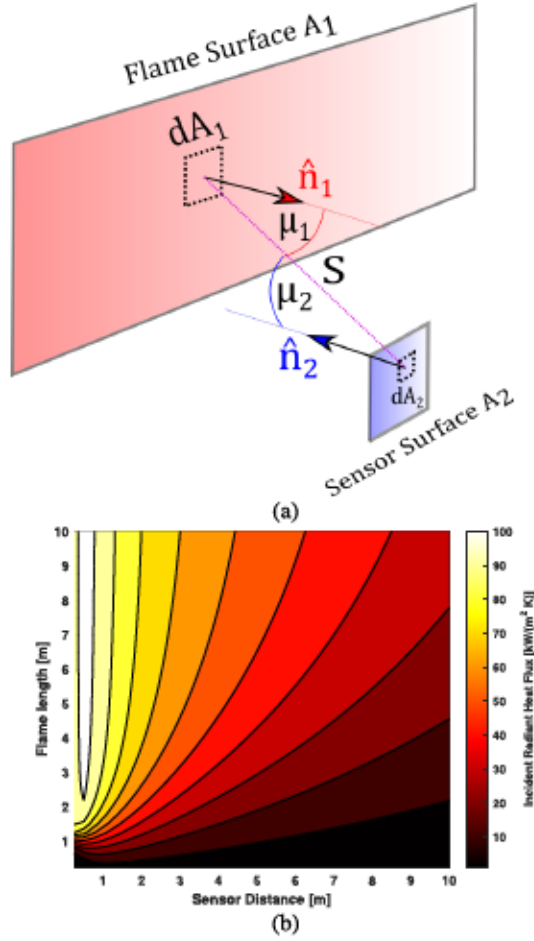 Flame Surface A₁
dA₁
n̂₁
μ₁
S
μ₂
n̂₂
dA₂
Sensor Surface A₂
(a)
10
9
8
7
6
5
4
3
2
1
Flame length [m]
1 2 3 4 5 6 7 8 9 10
Sensor Distance [m]
100
90
80
70
60
50
40
30
20
10
Incident Radiant Heat Flux [kW/(m² K)]
(b)